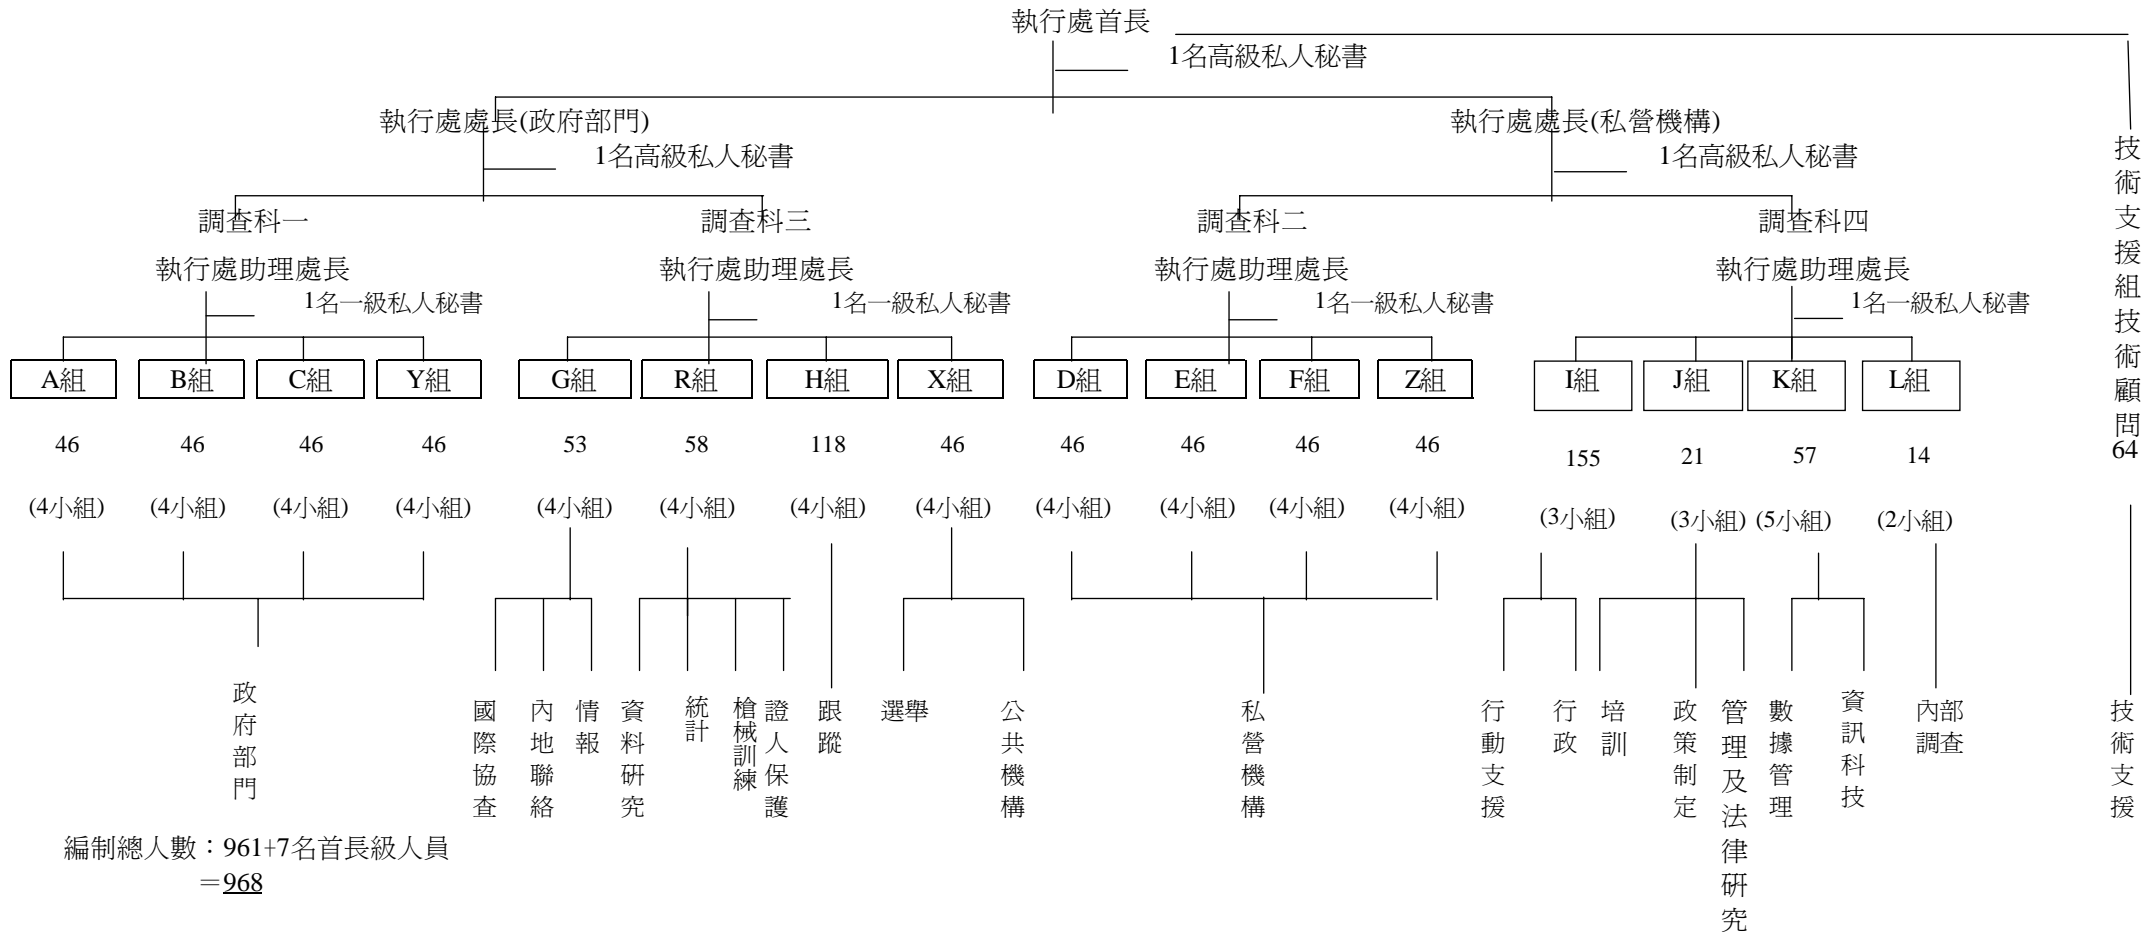 執行處首長
1名高級私人秘書
執行處處長(政府部門)
執行處處長(私營機構)
1名高級私人秘書
1名高級私人秘書
調查科一
調查科三
調查科二
調查科四
執行處助理處長
執行處助理處長
執行處助理處長
執行處助理處長
1名一級私人秘書
1名一級私人秘書
1名一級私人秘書
1名一級私人秘書
A組
B組
C組
Y組
G組
R組
H組
X組
D組
E組
F組
Z組
I組
J組
K組
L組
技術支援組技術顧問
46
46
46
46
53
58
118
46
46
46
46
46
155
21
57
14
64
(4小組)
(4小組)
(4小組)
(4小組)
(4小組)
(4小組)
(4小組)
(4小組)
(4小組)
(4小組)
(4小組)
(4小組)
(3小組)
(3小組)
(5小組)
(2小組)
政府部門
國際協查
內地聯絡
情報
資料研究
統計
槍械訓練
證人保護
跟蹤
選舉
公共機構
私營機構
行動支援
行政
培訓
政策制定
管理及法律研究
數據管理
資訊科技
內部調查
技術支援
編制總人數：961+7名首長級人員
＝968